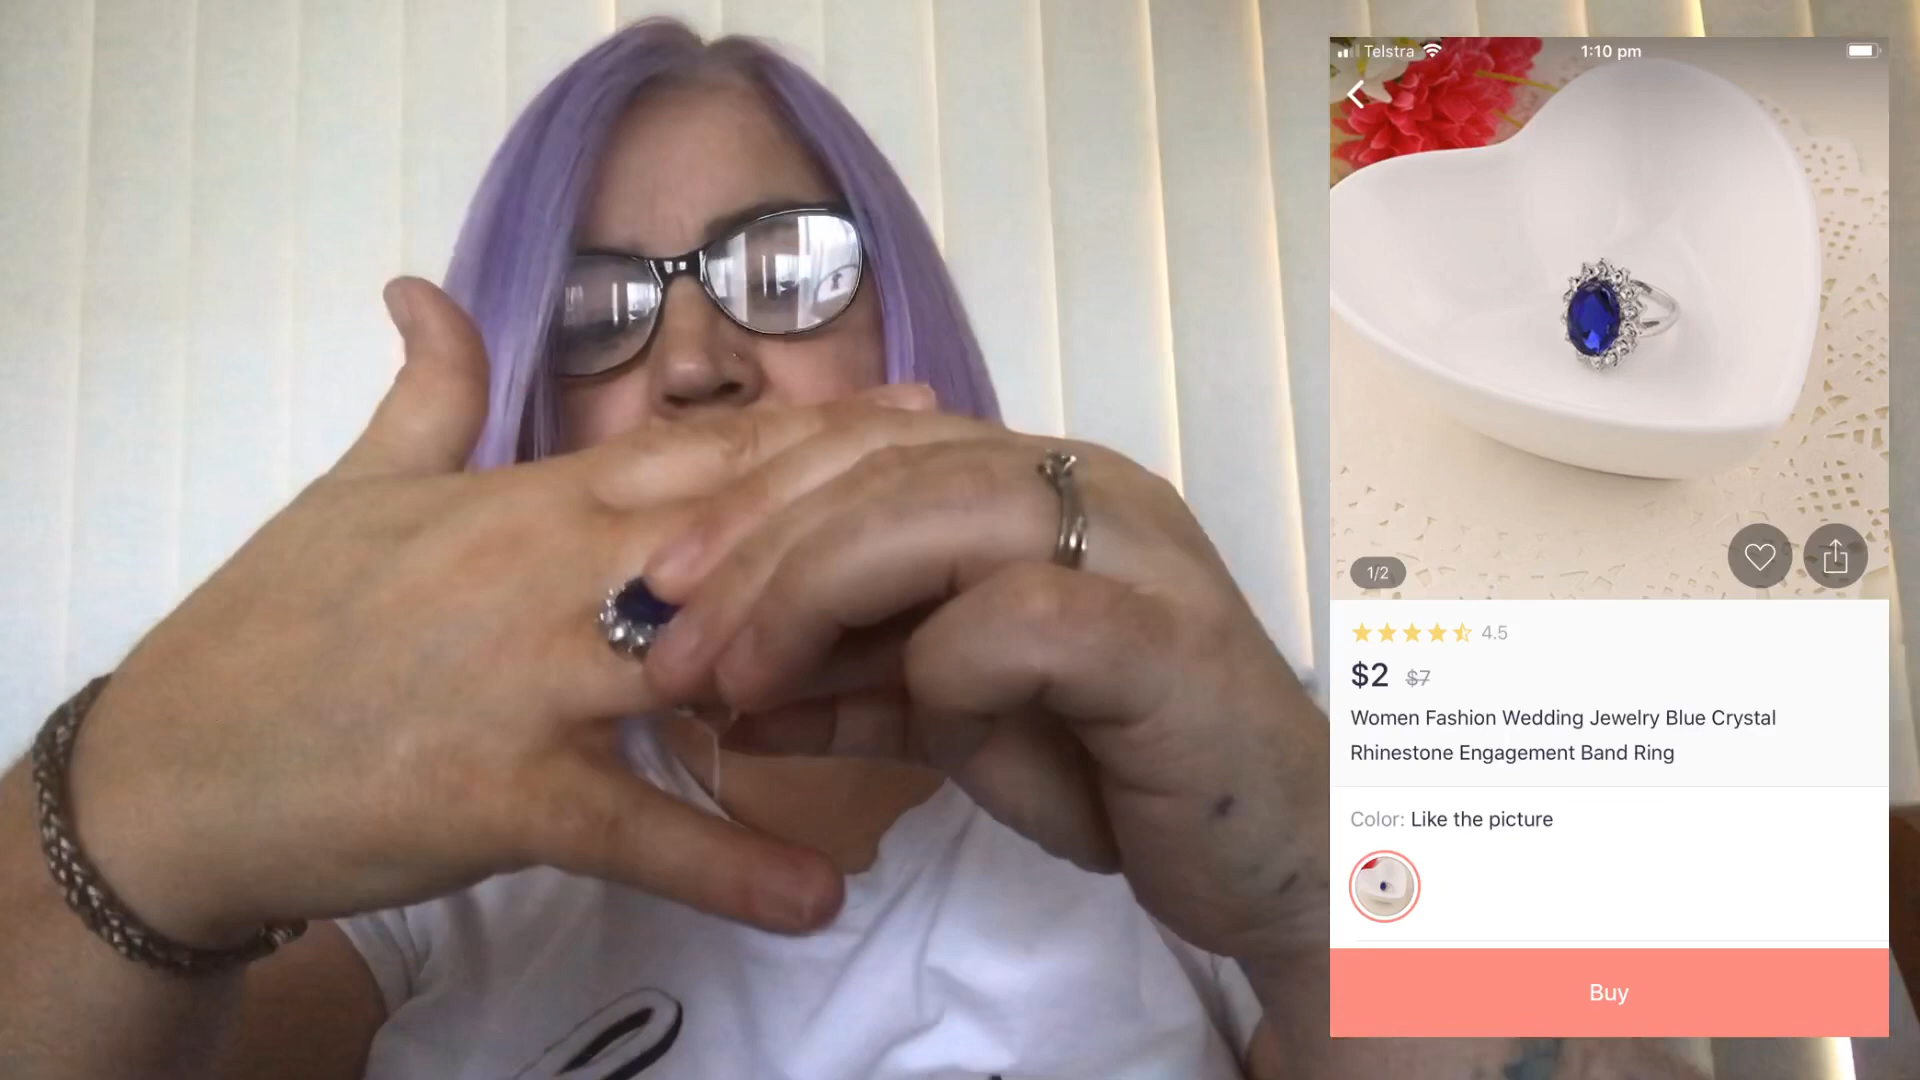 Telstra 1:10 pm
1/2
4.5
$2 $7
Women Fashion Wedding Jewelry Blue Crystal
Rhinestone Engagement Band Ring
Color: Like the picture
Buy